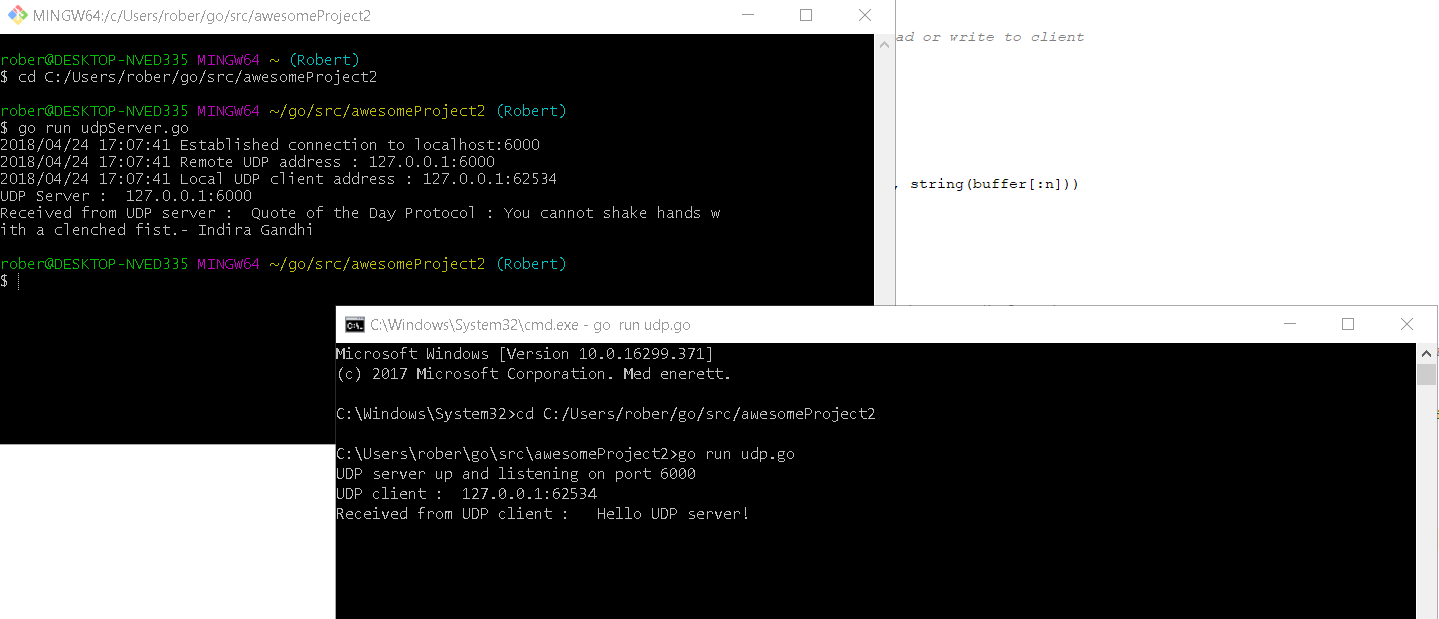 MINGW64:/c/Users/rober/go/src/awesomeProject2
rober@DESKTOP-NVED335 MINGW64 ~ (Robert)
$ cd C:/Users/rober/go/src/awesomeProject2
rober@DESKTOP-NVED335 MINGW64 ~/go/src/awesomeProject2 (Robert)
$ go run udpServer.go
2018/04/24 17:07:41 Established connection to localhost:6000
2018/04/24 17:07:41 Remote UDP address : 127.0.0.1:6000
2018/04/24 17:07:41 Local UDP client address : 127.0.0.1:62534
UDP Server :  127.0.0.1:6000
Received from UDP server :  Quote of the Day Protocol : You cannot shake hands w
ith a clenched fist.- Indira Gandhi
rober@DESKTOP-NVED335 MINGW64 ~/go/src/awesomeProject2 (Robert)
$
ad or write to client
, string(buffer[:n]))
C:\Windows\System32\cmd.exe - go  run udp.go
Microsoft Windows [Version 10.0.16299.371]
(c) 2017 Microsoft Corporation. Med enerett.
C:\Windows\System32>cd C:/Users/rober/go/src/awesomeProject2
C:\Users\rober\go\src\awesomeProject2>go run udp.go
UDP server up and listening on port 6000
UDP client :  127.0.0.1:62534
Received from UDP client :   Hello UDP server!